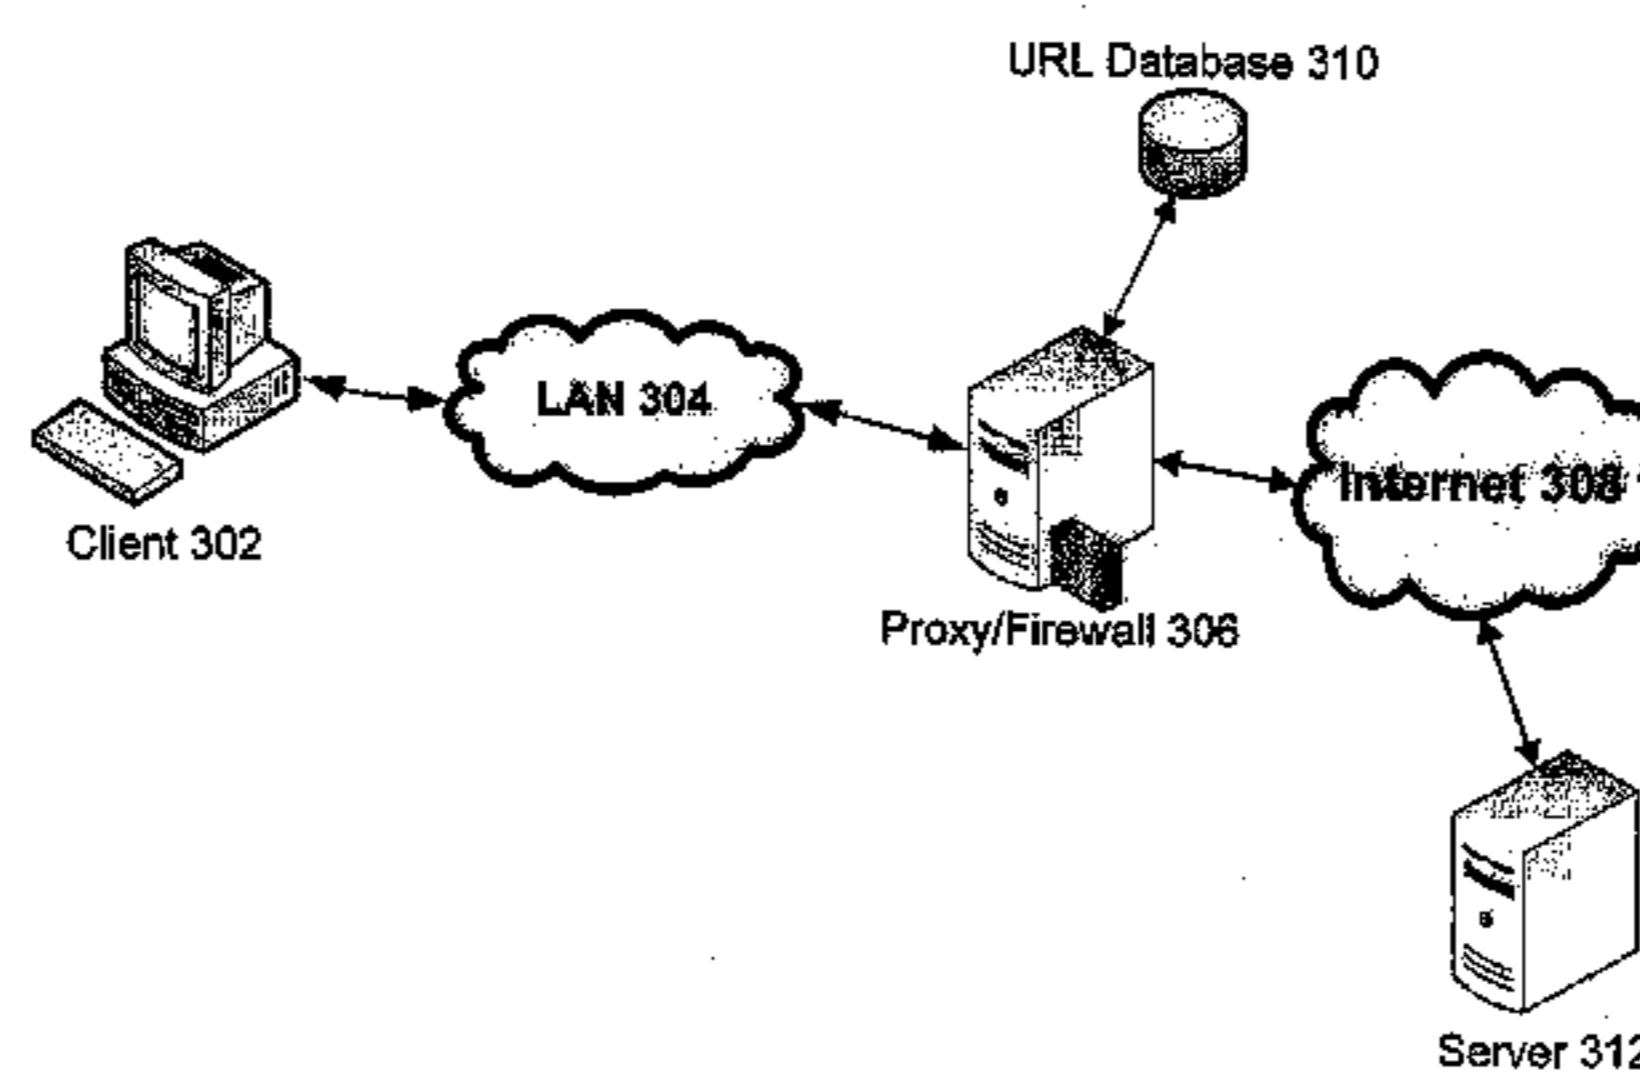 URL Database 310
LAN 304
Internet 308
Client 302
Proxy/Firewall 306
Server 312